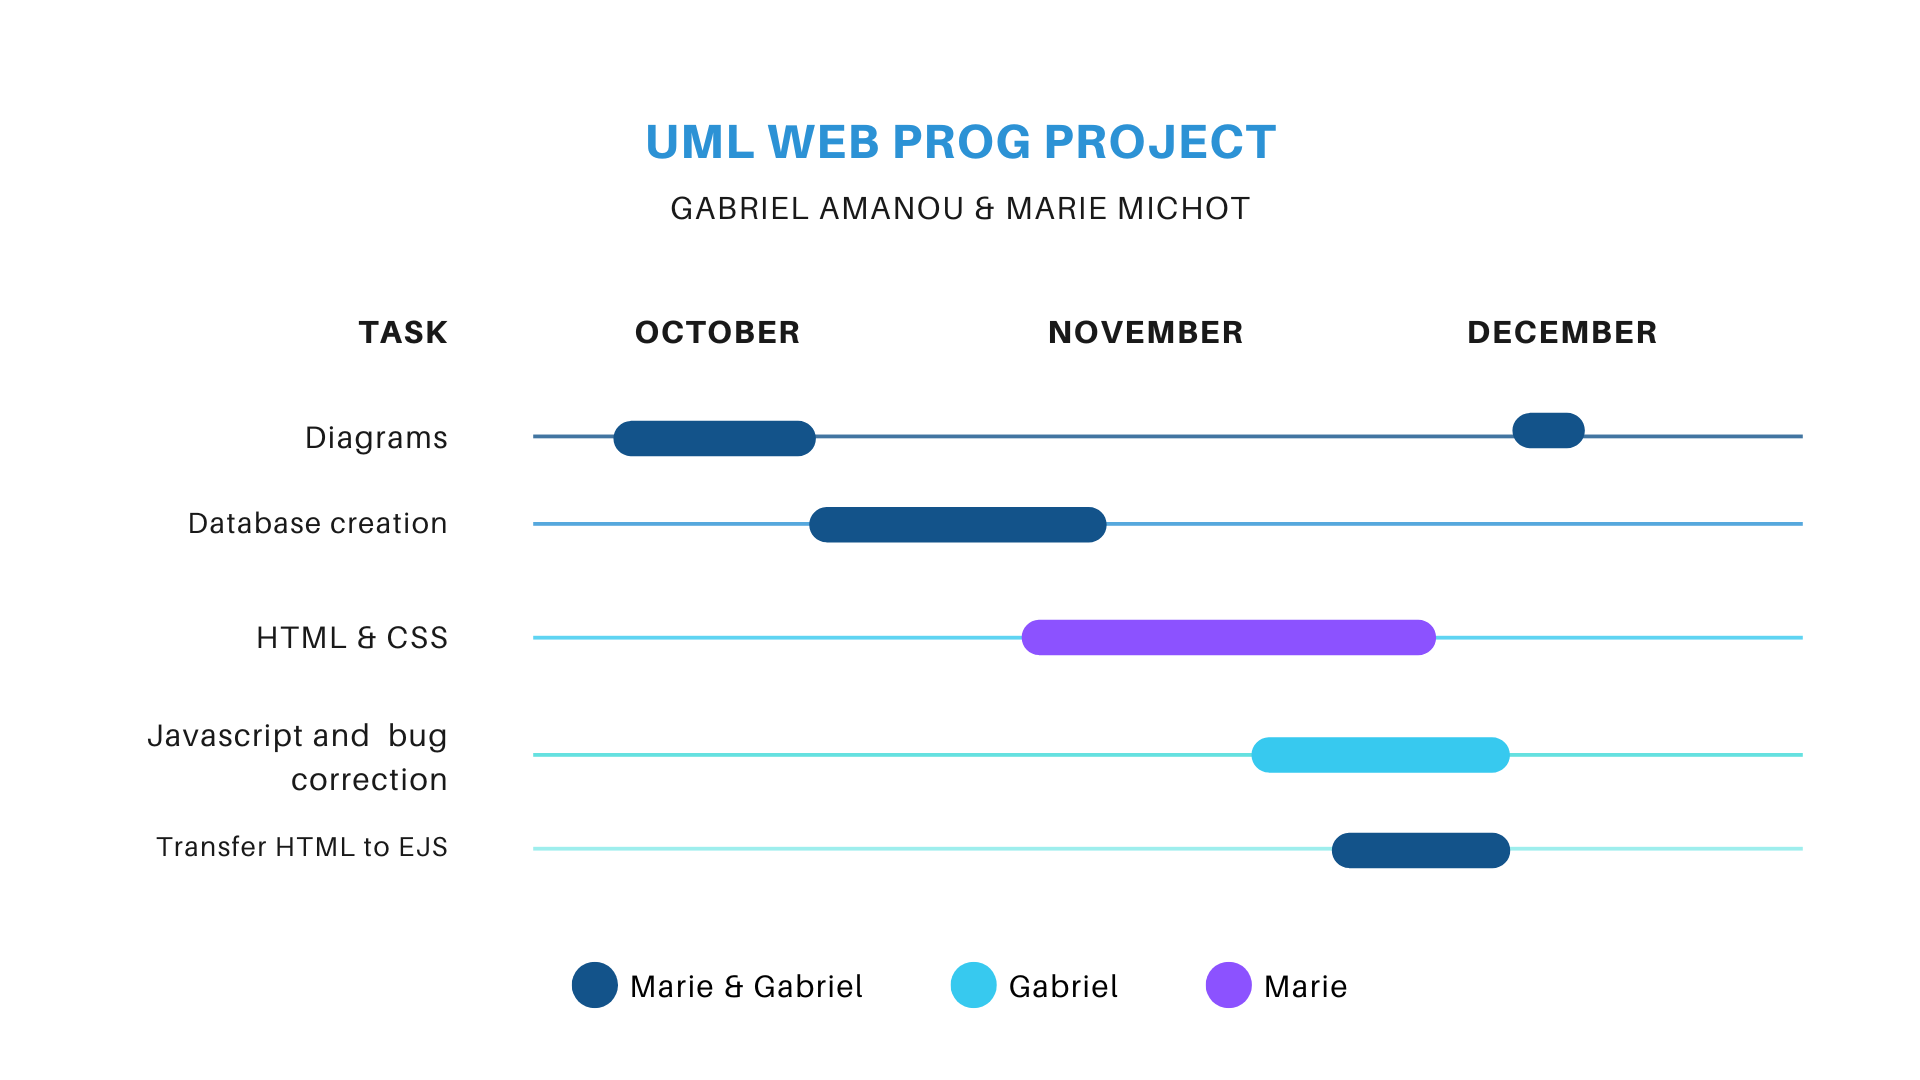 UML WEB PROG PROJECT
GABRIEL AMANOU & MARIE MICHOT
TASK OCTOBER NOVEMBER DECEMBER
Diagrams
Database creation
HTML & CSS
Javascript and  bug
correction
Transfer HTML to EJS
Marie & Gabriel Gabriel Marie